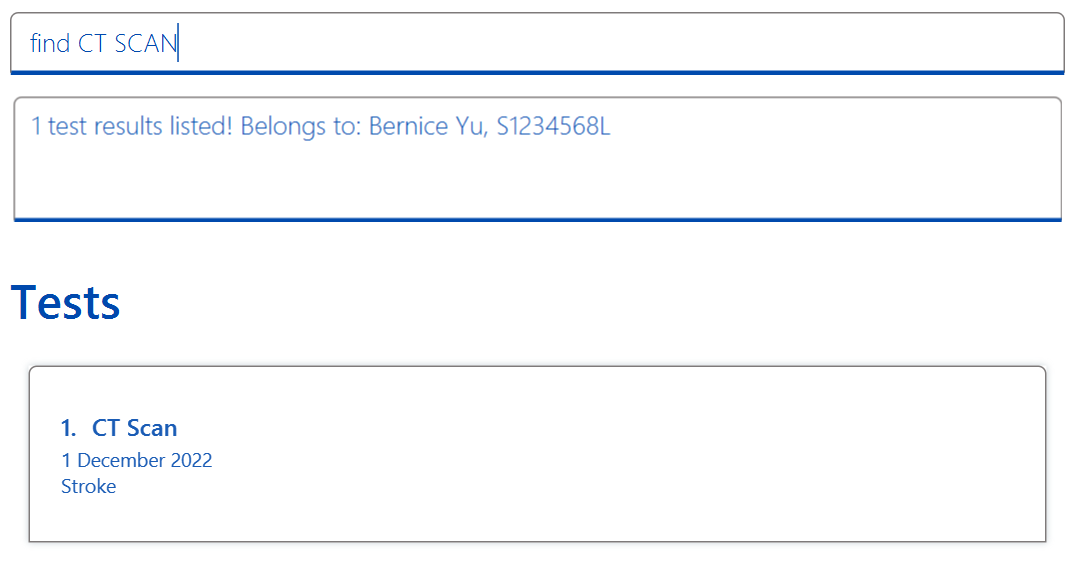 find CT SCAN
1 test results listed! Belongs to: Bernice Yu, S1234568L
Tests
1. CT Scan
1 December 2022
Stroke